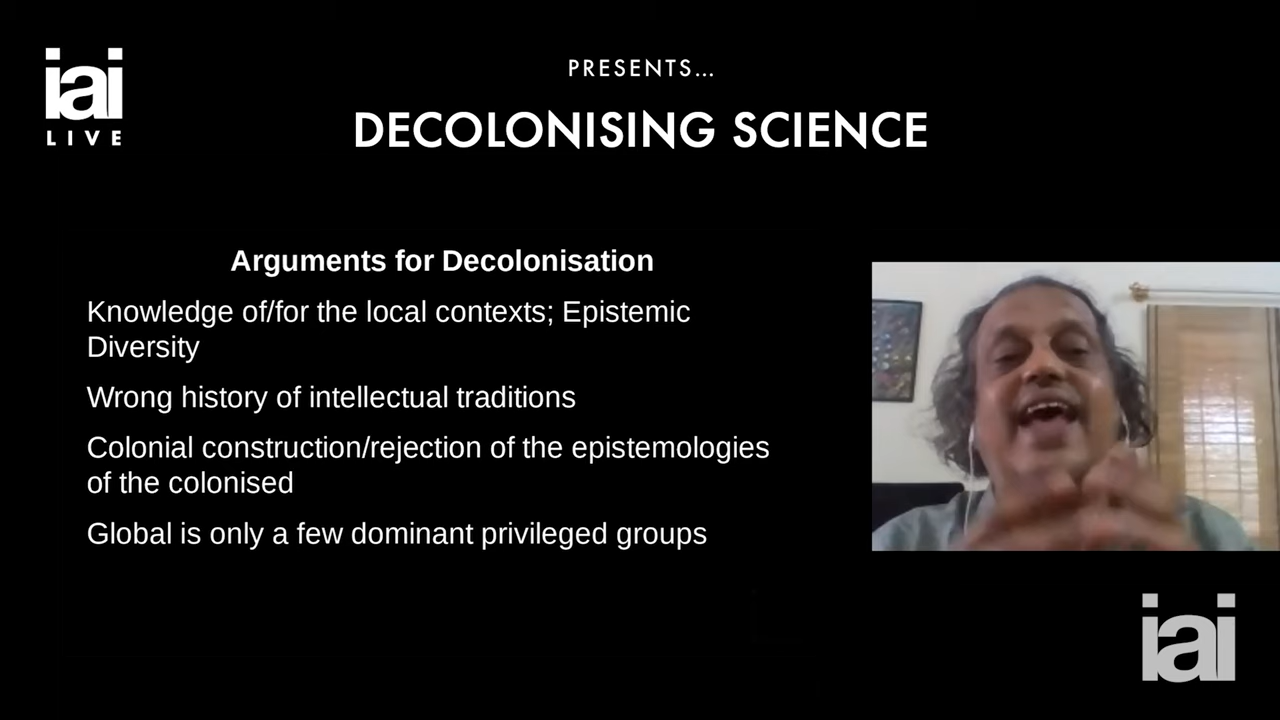 iai
LIVE
PRESENTS...
DECOLONISING SCIENCE
Arguments for Decolonisation
Knowledge of/for the local contexts; Epistemic
Diversity
Wrong history of intellectual traditions
Colonial construction/rejection of the epistemologies
of the colonised
Global is only a few dominant privileged groups
iai